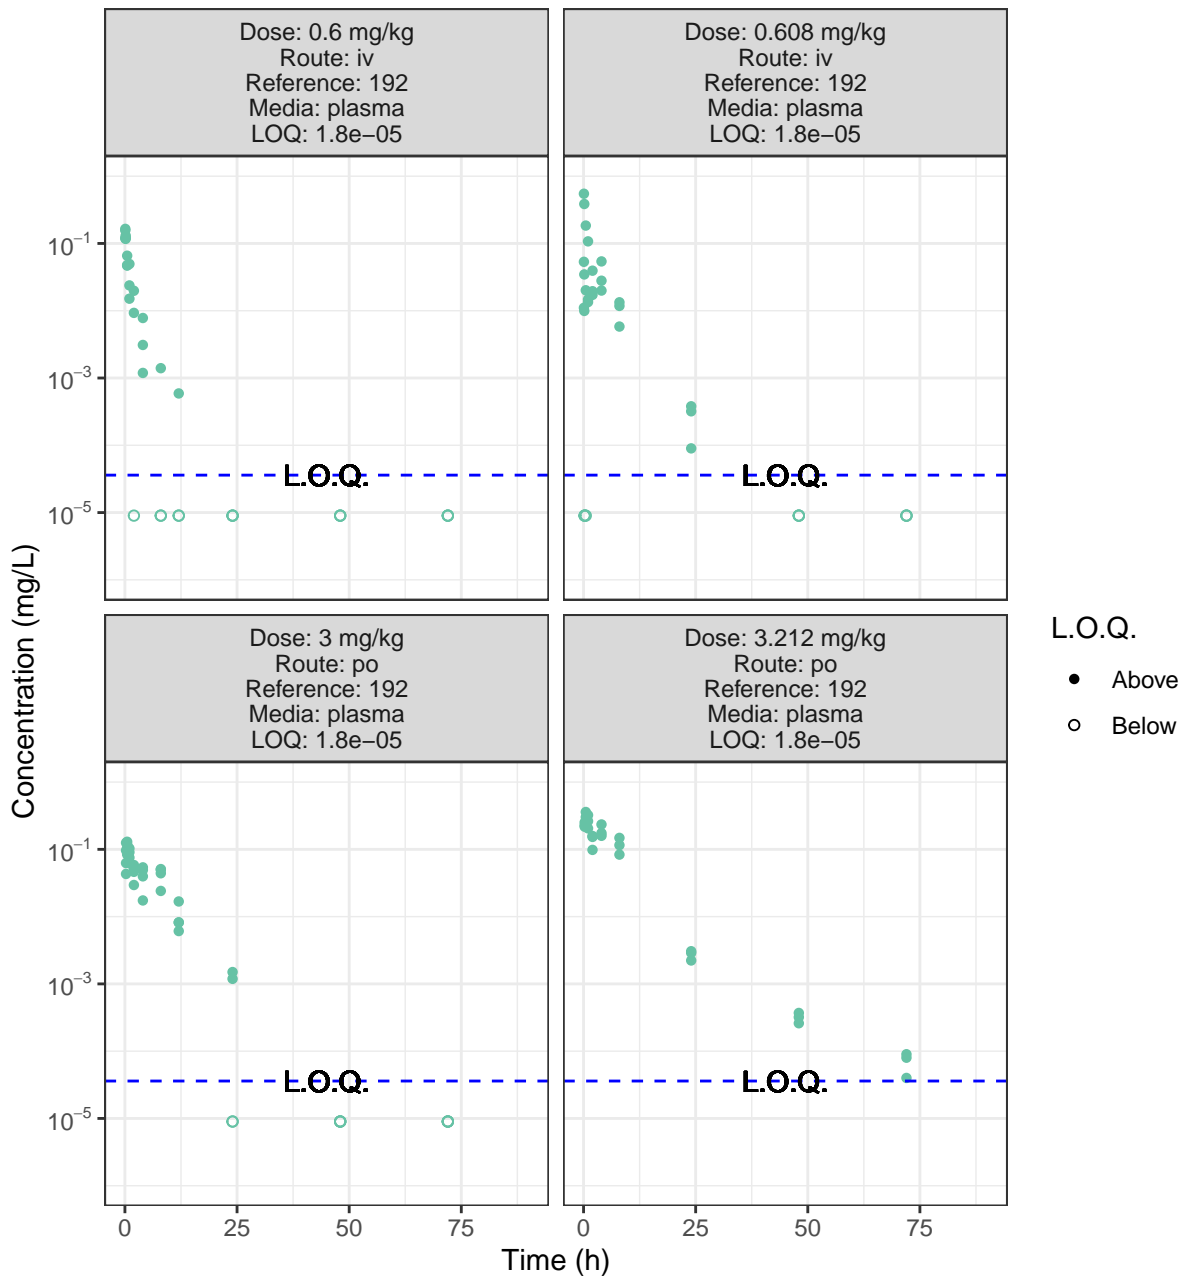 Dose: 0.6 mg/kg
Route: iv
Reference: 192
Media: plasma
LOQ: 1.8e−05
Dose: 0.608 mg/kg
Route: iv
Reference: 192
Media: plasma
LOQ: 1.8e−05
10⁻¹
10⁻³
L.O.Q.
L.O.Q.
10⁻⁵
Concentration (mg/L)
Dose: 3 mg/kg
Route: po
Reference: 192
Media: plasma
LOQ: 1.8e−05
Dose: 3.212 mg/kg
Route: po
Reference: 192
Media: plasma
LOQ: 1.8e−05
L.O.Q.
Above
Below
10⁻¹
10⁻³
L.O.Q.
L.O.Q.
10⁻⁵
0 25 50 75
0 25 50 75
Time (h)